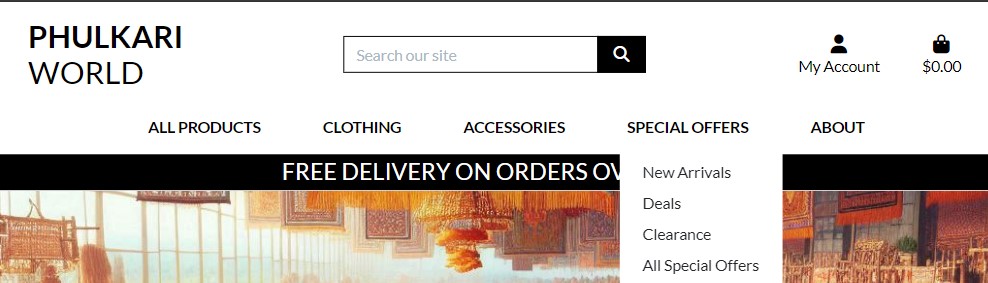 PHULKARI
WORLD
Search our site
My Account
$0.00
ALL PRODUCTS CLOTHING ACCESSORIES SPECIAL OFFERS ABOUT
FREE DELIVERY ON ORDERS
New Arrivals
Deals
Clearance
All Special Offers